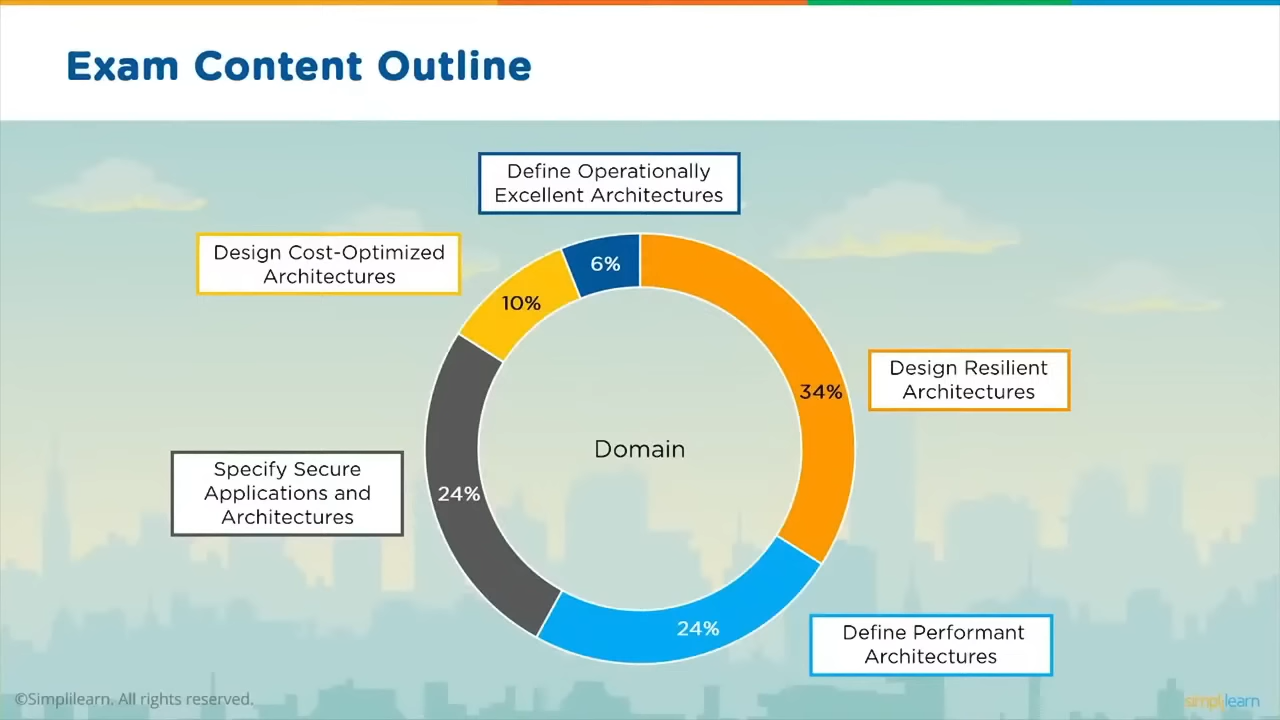 Exam Content Outline
Define Operationally
Excellent Architectures
6%
Design Cost-Optimized
Architectures
10%
34%
Design Resilient
Architectures
Domain
Specify Secure
Applications and
Architectures
24%
24%
Define Performant
Architectures
©Simplilearn. All rights reserved.
simplilearn